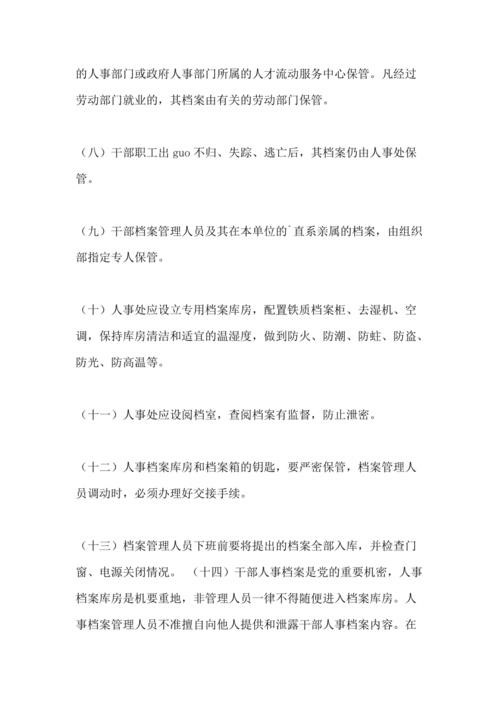 的人事部门或政府人事部门所属的人才流动服务中心保管。凡经过
劳动部门就业的，其档案由有关的劳动部门保管。
（八）干部职工出 guo 不归、失踪、逃亡后，其档案仍由人事处保
管。
（九）干部档案管理人员及其在本单位的`直系亲属的档案，由组织
部指定专人保管。
（十）人事处应设立专用档案库房，配置铁质档案柜、去湿机、空
调，保持库房清洁和适宜的温湿度，做到防火、防潮、防蛀、防盗、
防光、防高温等。
（十一）人事处应设阅档室，查阅档案有监督，防止泄密。
（十二）人事档案库房和档案箱的钥匙，要严密保管，档案管理人
员调动时，必须办理好交接手续。
（十三）档案管理人员下班前要将提出的档案全部入库，并检查门
窗、电源关闭情况。 （十四）干部人事档案是党的重要机密，人事
档案库房是机要重地，非管理人员一律不得随便进入档案库房。人
事档案管理人员不准擅自向他人提供和泄露干部人事档案内容。在